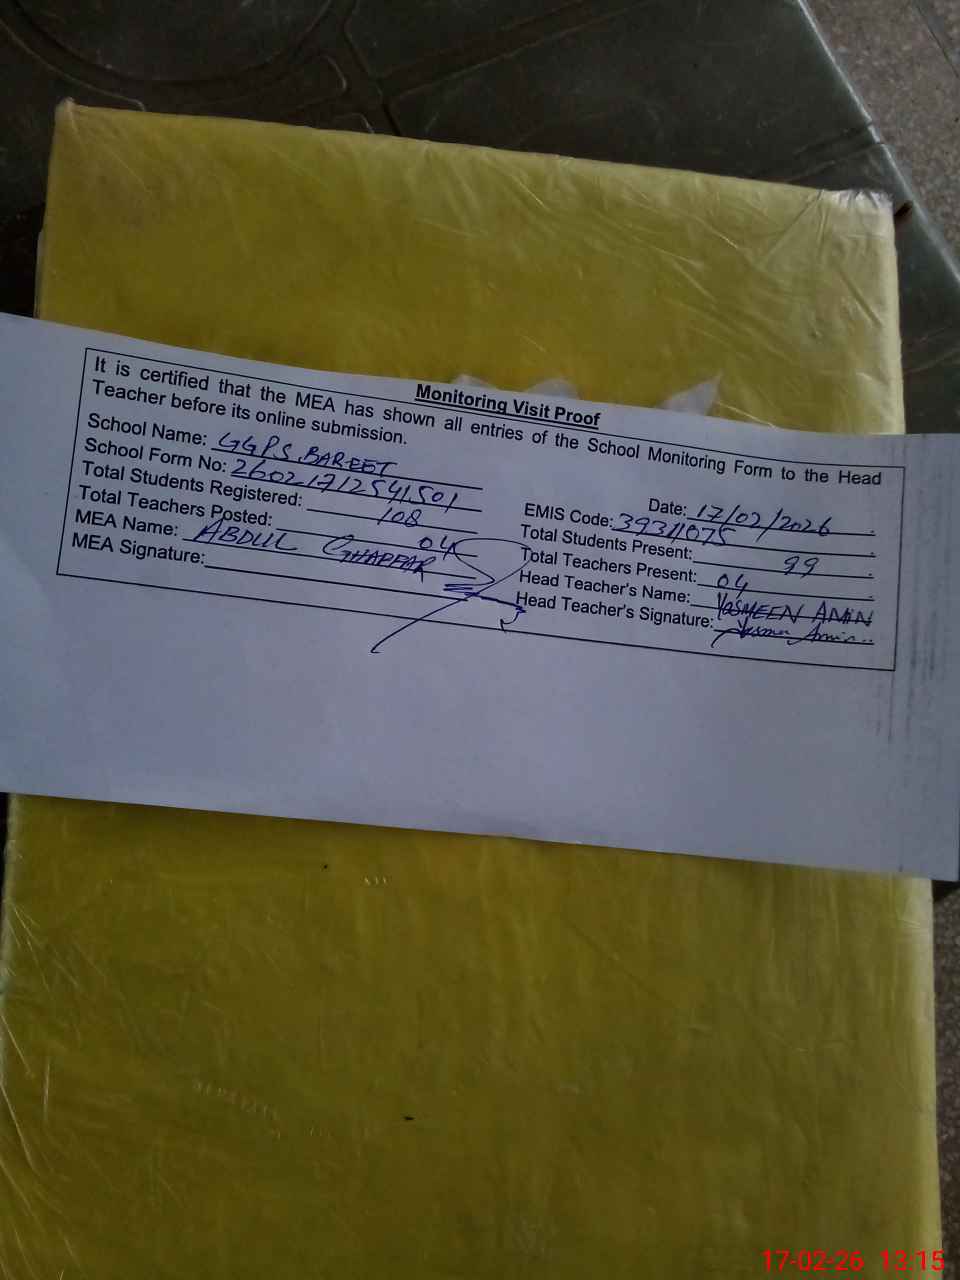 Monitoring Visit Proof
It is certified that the MEA has shown all entries of the School Monitoring Form to the Head
Teacher before its online submission.
Date: 17/02/2026
School Name: GGPS BAREET
EMIS Code: 39311075
School Form No: 26021712541501
Total Students Present: 99
Total Students Registered: 108
Total Teachers Present: 04
Total Teachers Posted: 04
Head Teacher's Name: YASMEEN AMIN
MEA Name: ABDUL GHAFFAR
Head Teacher's Signature: Amin
MEA Signature:
17-02-26 13:15